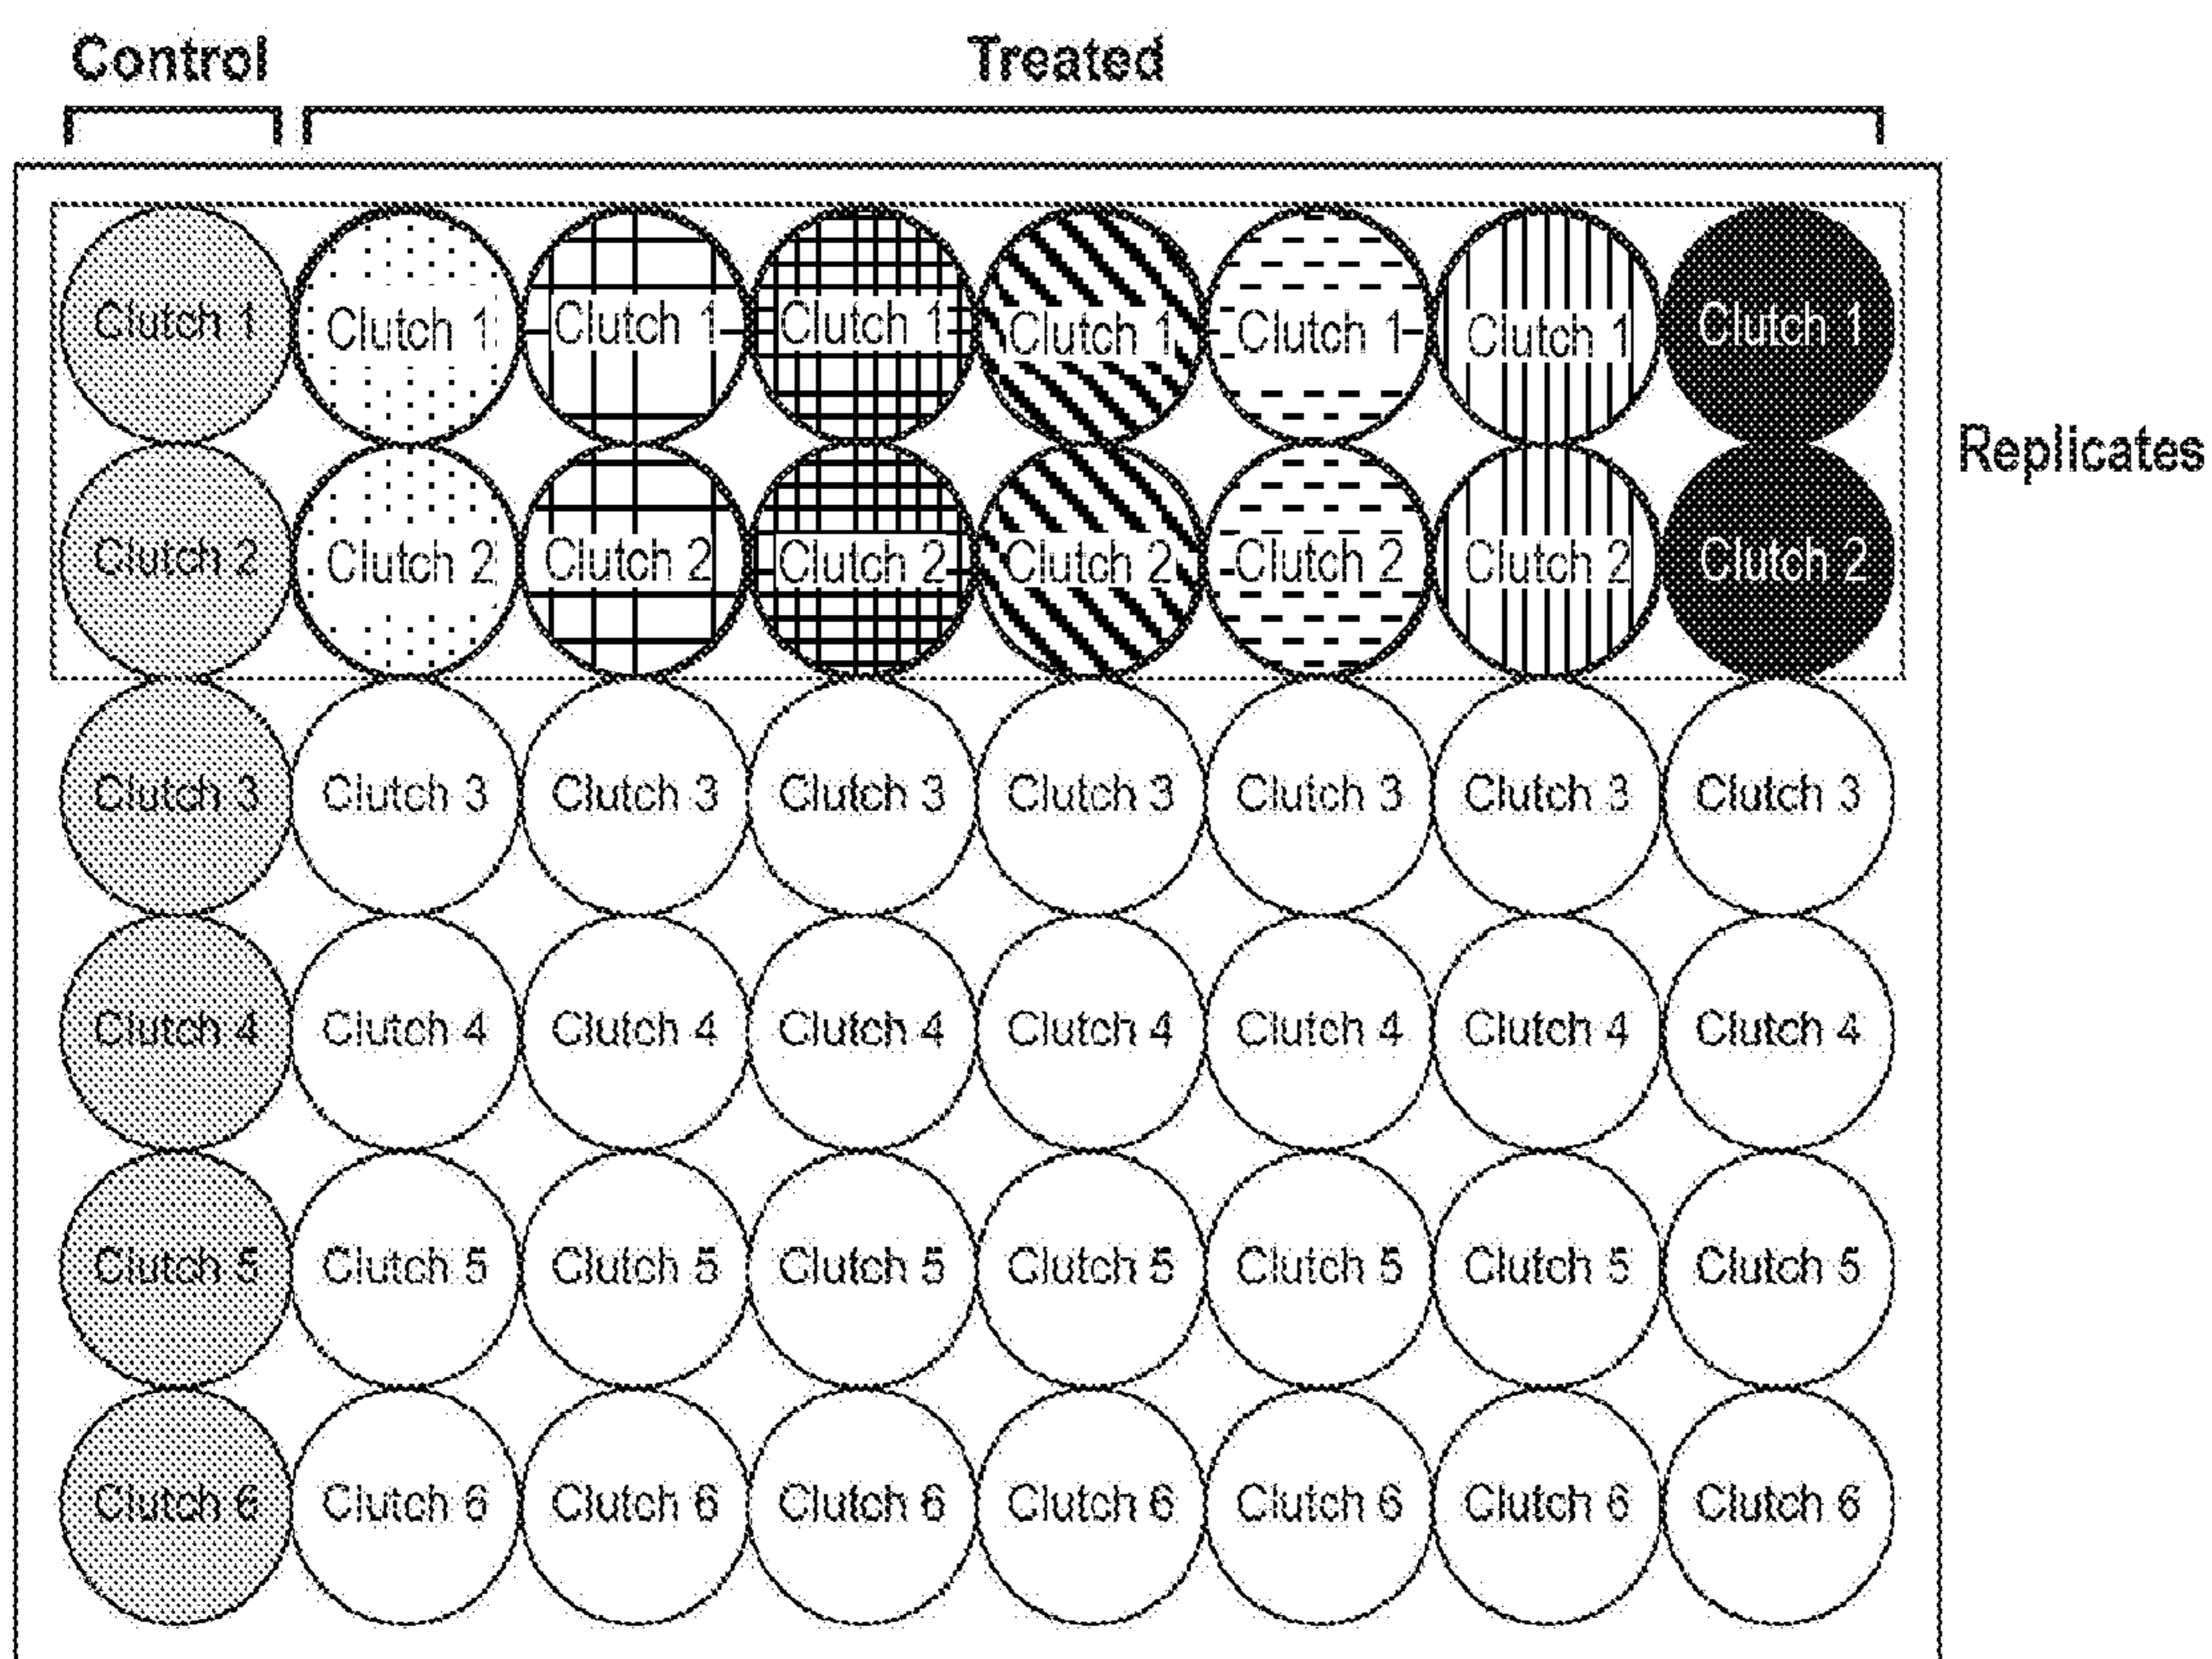 Control Treated
Clutch 1 Clutch 1 Clutch 1 Clutch 1 Clutch 1 Clutch 1 Clutch 1 Clutch 1
Replicates
Clutch 2 Clutch 2 Clutch 2 Clutch 2 Clutch 2 Clutch 2 Clutch 2 Clutch 2
Clutch 3 Clutch 3 Clutch 3 Clutch 3 Clutch 3 Clutch 3 Clutch 3 Clutch 3
Clutch 4 Clutch 4 Clutch 4 Clutch 4 Clutch 4 Clutch 4 Clutch 4 Clutch 4
Clutch 5 Clutch 5 Clutch 5 Clutch 5 Clutch 5 Clutch 5 Clutch 5 Clutch 5
Clutch 6 Clutch 6 Clutch 6 Clutch 6 Clutch 6 Clutch 6 Clutch 6 Clutch 6